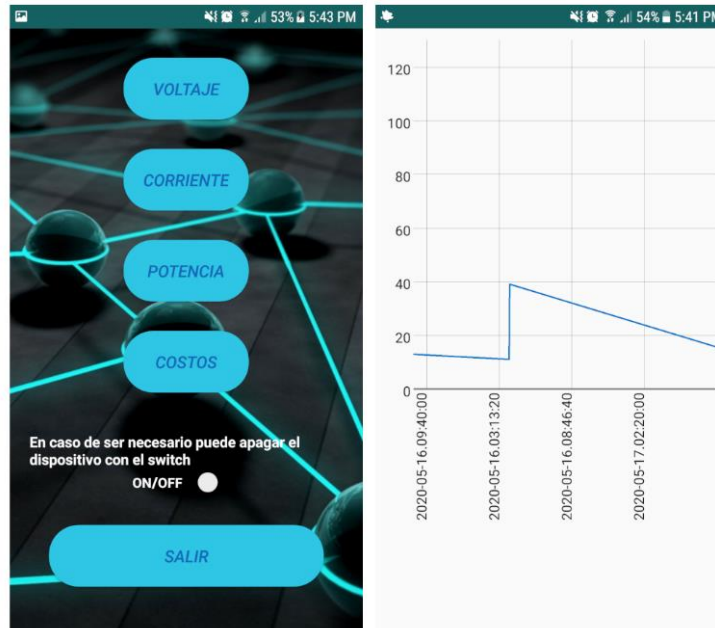 53% 5:43 PM
VOLTAJE
CORRIENTE
POTENCIA
COSTOS
En caso de ser necesario puede apagar el
dispositivo con el switch
ON/OFF
SALIR
54% 5:41 PM
120
100
80
60
40
20
0
2020-05-16.09:40:00
2020-05-16.03:13:20
2020-05-16.08:46:40
2020-05-17.02:20:00